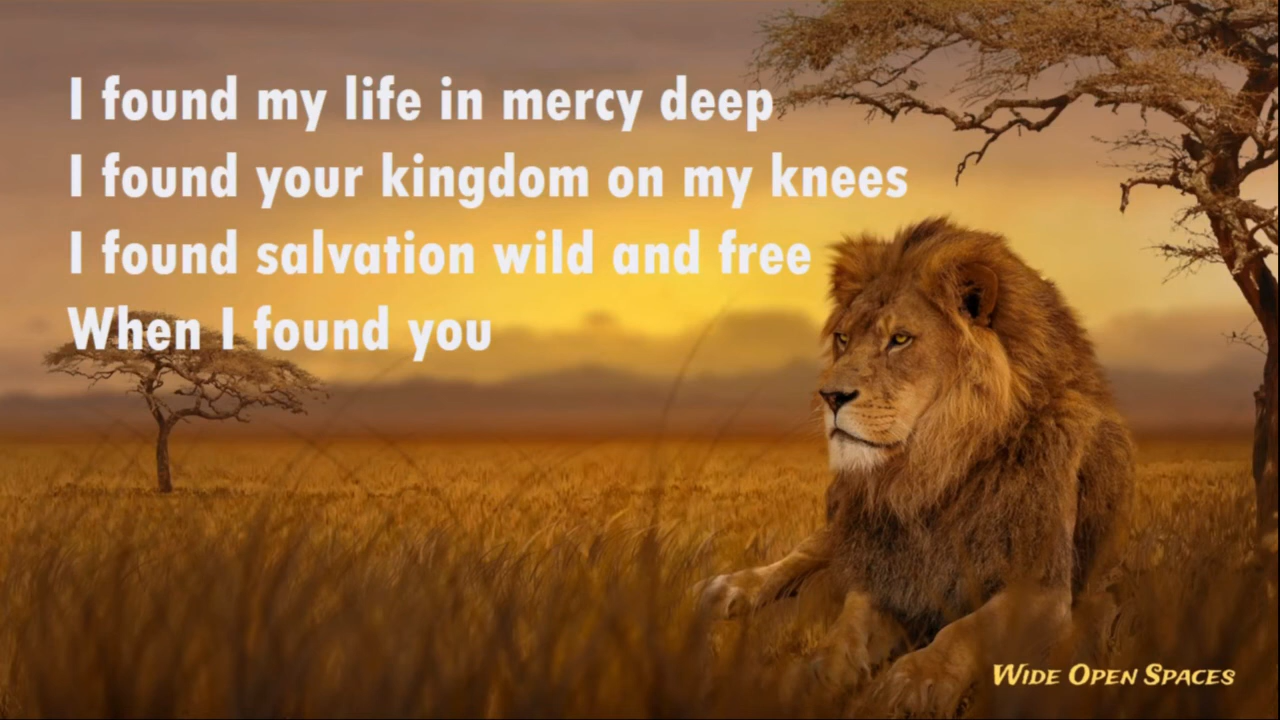 I found my life in mercy deep
I found your kingdom on my knees
I found salvation wild and free
When I found you
Wide Open Spaces